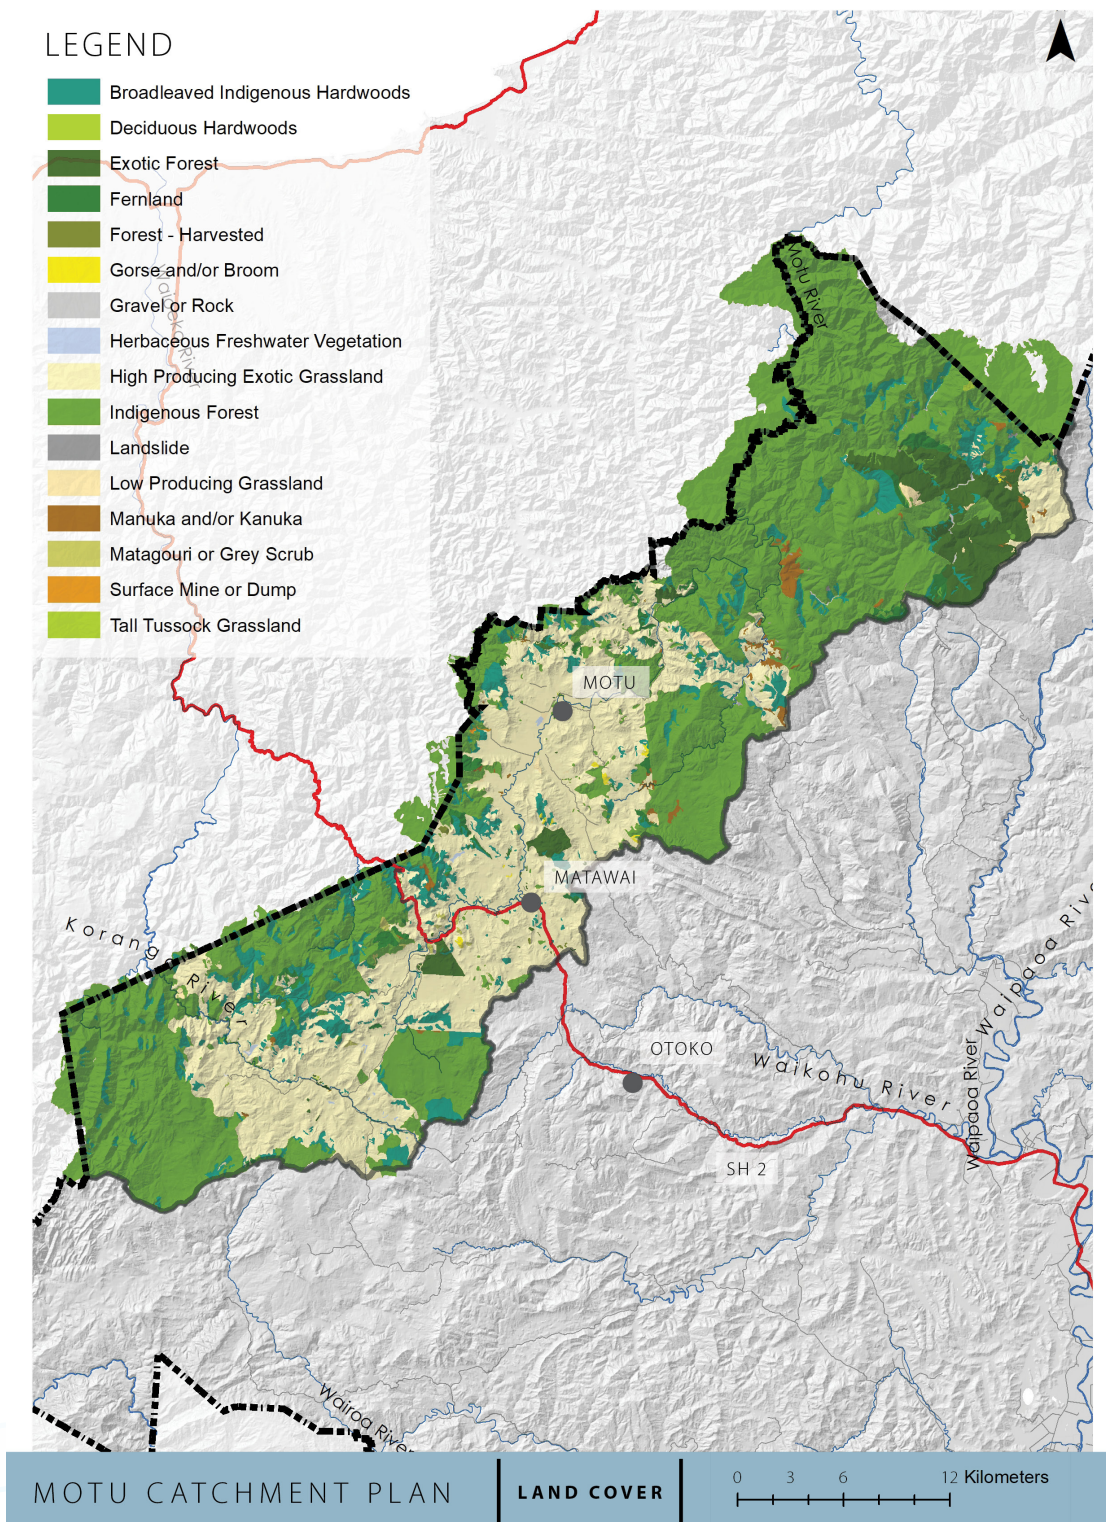 LEGEND
Broadleaved Indigenous Hardwoods
Deciduous Hardwoods
Exotic Forest
Fernland
Forest - Harvested
Gorse and/or Broom
Gravel or Rock
Herbaceous Freshwater Vegetation
High Producing Exotic Grassland
Indigenous Forest
Landslide
Low Producing Grassland
Manuka and/or Kanuka
Matagouri or Grey Scrub
Surface Mine or Dump
Tall Tussock Grassland
Motu River
MOTU
MATAWAI
Koranga River
Waipaoa River
OTOKO
Waikohu River
Waipaoa River
SH 2
Wairoa River
MOTU CATCHMENT PLAN
LAND COVER
0 3 6 12 Kilometers